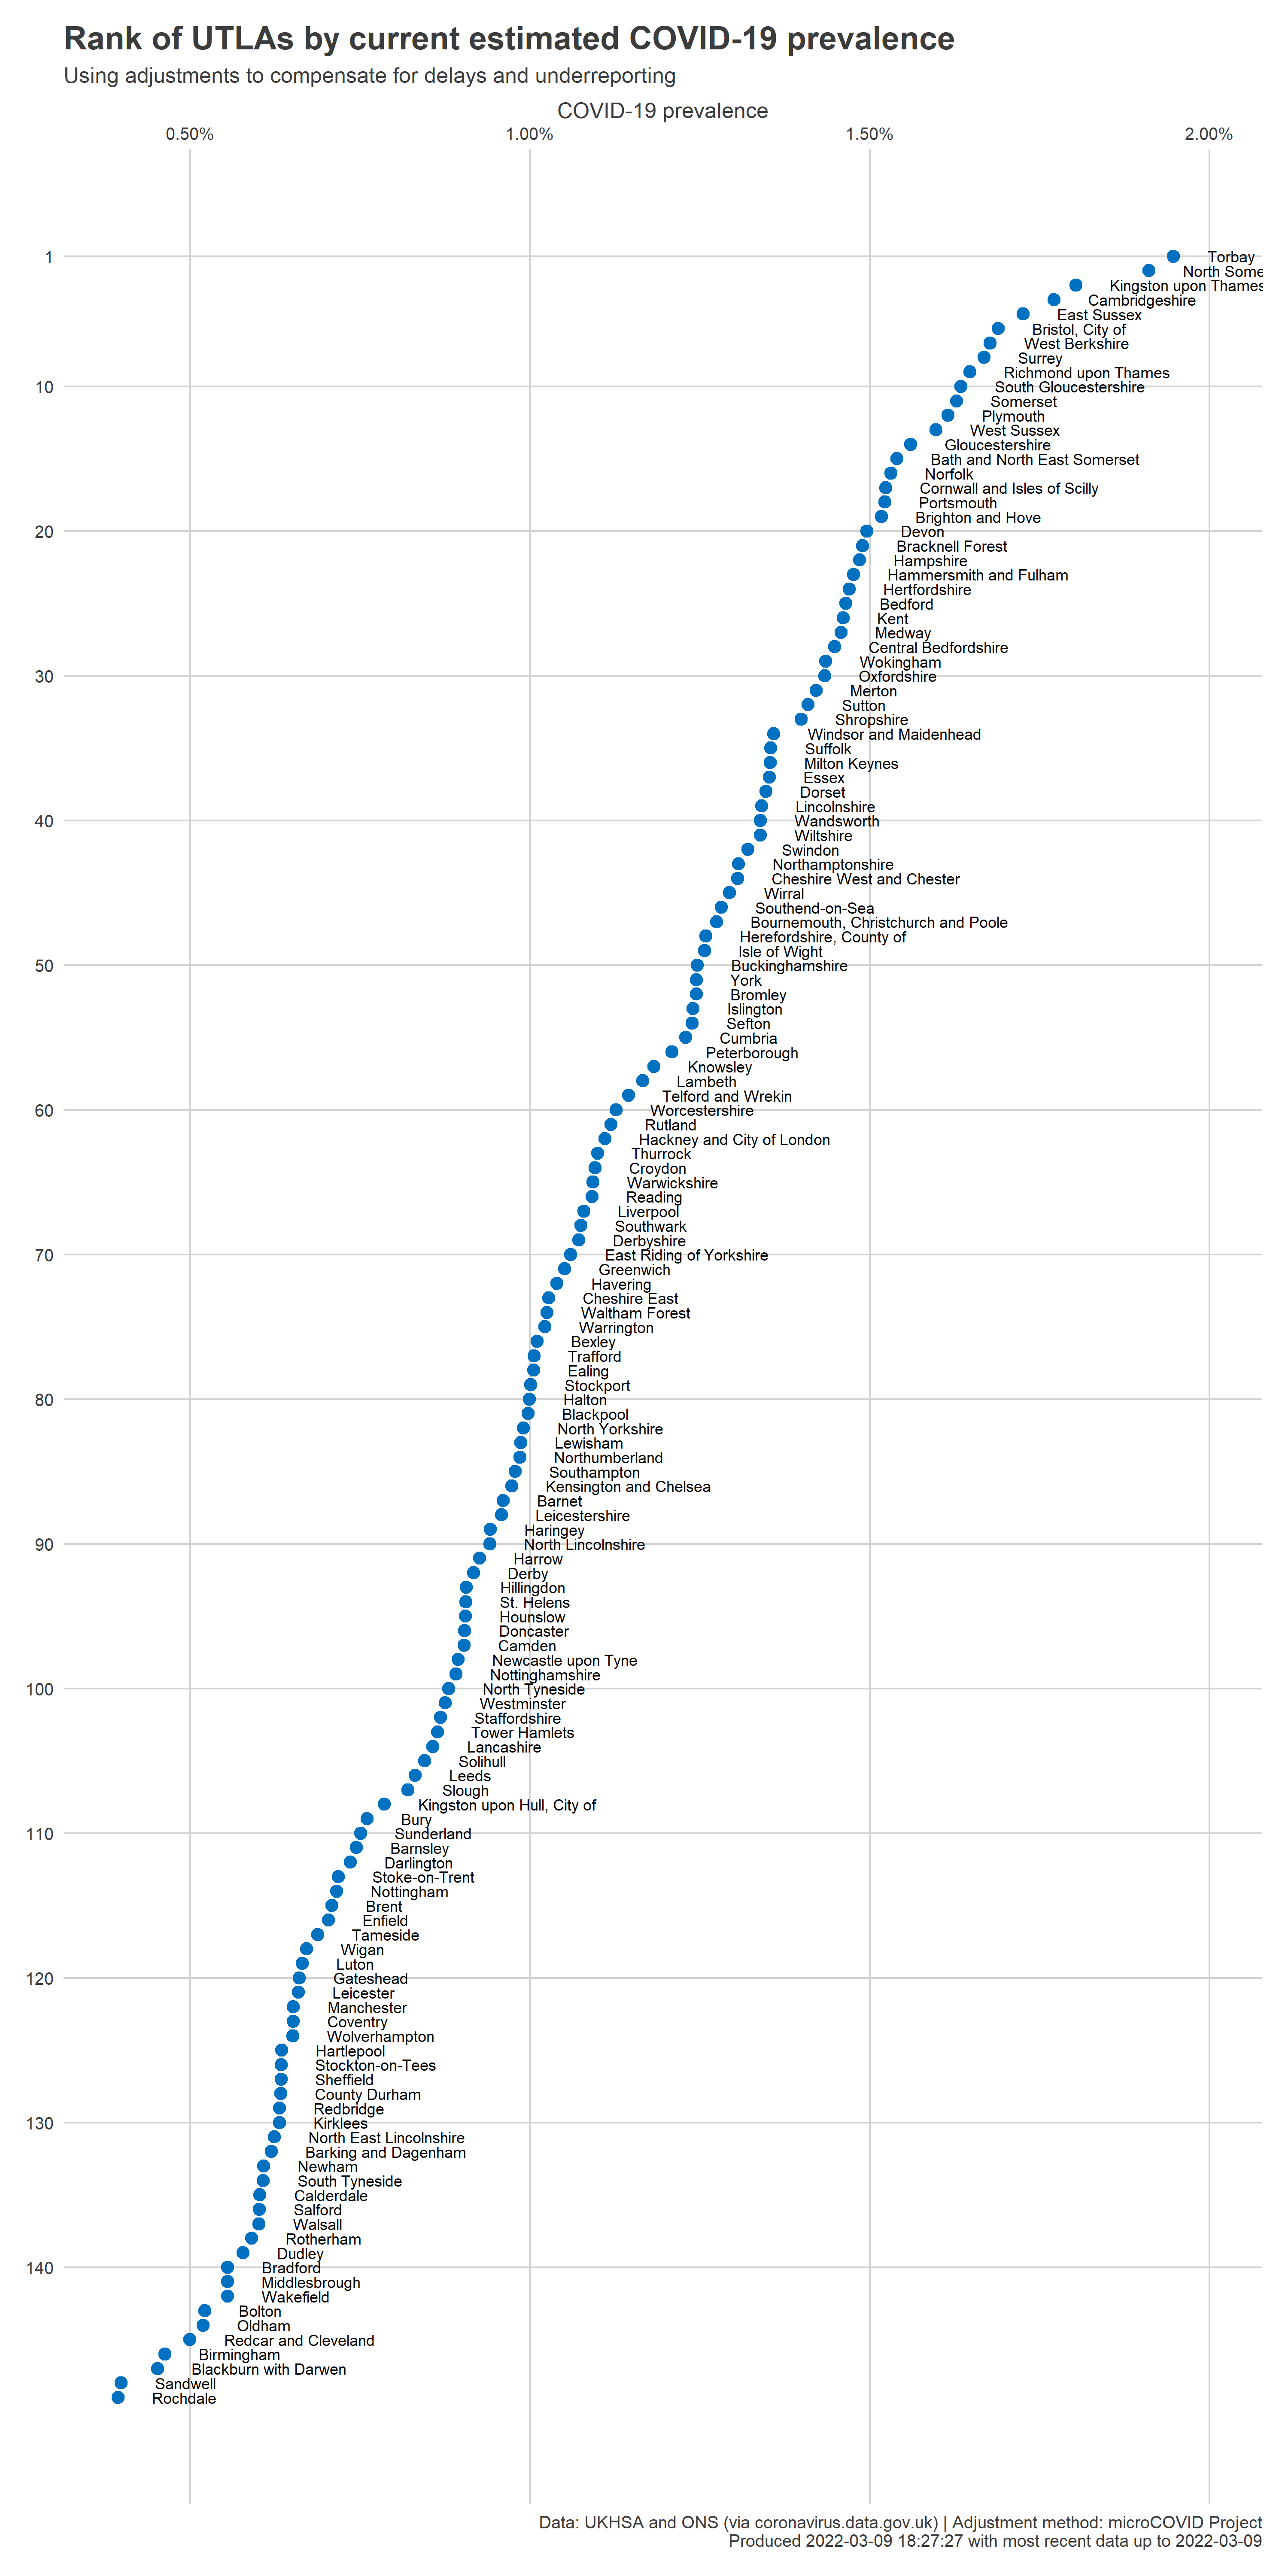 Rank of UTLAs by current estimated COVID-19 prevalence
Using adjustments to compensate for delays and underreporting
COVID-19 prevalence
0.50% 1.00% 1.50% 2.00%
1 Torbay
North Some
Kingston upon Thames
Cambridgeshire
East Sussex
Bristol, City of
West Berkshire
Surrey
Richmond upon Thames
10 South Gloucestershire
Somerset
Plymouth
West Sussex
Gloucestershire
Bath and North East Somerset
Norfolk
Cornwall and Isles of Scilly
Portsmouth
Brighton and Hove
20 Devon
Bracknell Forest
Hampshire
Hammersmith and Fulham
Hertfordshire
Bedford
Kent
Medway
Central Bedfordshire
Wokingham
30 Oxfordshire
Merton
Sutton
Shropshire
Windsor and Maidenhead
Suffolk
Milton Keynes
Essex
Dorset
Lincolnshire
40 Wandsworth
Wiltshire
Swindon
Northamptonshire
Cheshire West and Chester
Wirral
Southend-on-Sea
Bournemouth, Christchurch and Poole
Herefordshire, County of
Isle of Wight
50 Buckinghamshire
York
Bromley
Islington
Sefton
Cumbria
Peterborough
Knowsley
Lambeth
Telford and Wrekin
60 Worcestershire
Rutland
Hackney and City of London
Thurrock
Croydon
Warwickshire
Reading
Liverpool
Southwark
Derbyshire
70 East Riding of Yorkshire
Greenwich
Havering
Cheshire East
Waltham Forest
Warrington
Bexley
Trafford
Ealing
Stockport
80 Halton
Blackpool
North Yorkshire
Lewisham
Northumberland
Southampton
Kensington and Chelsea
Barnet
Leicestershire
Haringey
90 North Lincolnshire
Harrow
Derby
Hillingdon
St. Helens
Hounslow
Doncaster
Camden
Newcastle upon Tyne
Nottinghamshire
100 North Tyneside
Westminster
Staffordshire
Tower Hamlets
Lancashire
Solihull
Leeds
Slough
Kingston upon Hull, City of
Bury
110 Sunderland
Barnsley
Darlington
Stoke-on-Trent
Nottingham
Brent
Enfield
Tameside
Wigan
Luton
120 Gateshead
Leicester
Manchester
Coventry
Wolverhampton
Hartlepool
Stockton-on-Tees
Sheffield
County Durham
Redbridge
130 Kirklees
North East Lincolnshire
Barking and Dagenham
Newham
South Tyneside
Calderdale
Salford
Walsall
Rotherham
Dudley
140 Bradford
Middlesbrough
Wakefield
Bolton
Oldham
Redcar and Cleveland
Birmingham
Blackburn with Darwen
Sandwell
Rochdale
Data: UKHSA and ONS (via coronavirus.data.gov.uk) | Adjustment method: microCOVID Project
Produced 2022-03-09 18:27:27 with most recent data up to 2022-03-09